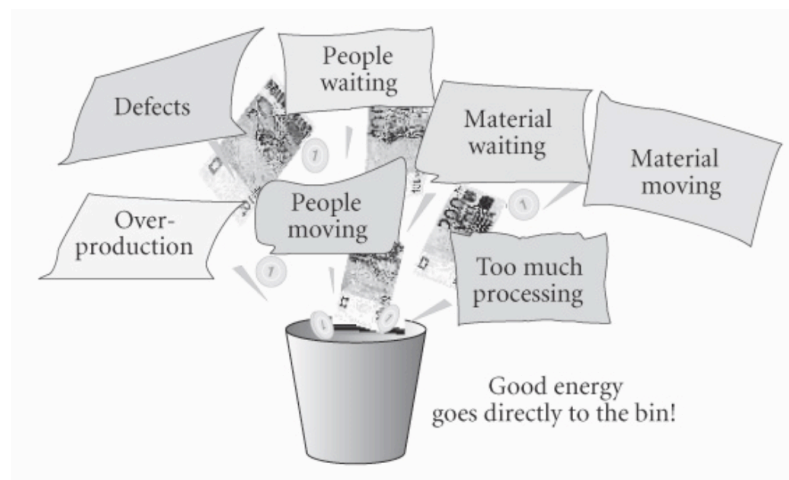 People
waiting
Defects
Material
waiting
Material
moving
People
moving
Over-
production
Too much
processing
Good energy
goes directly to the bin!